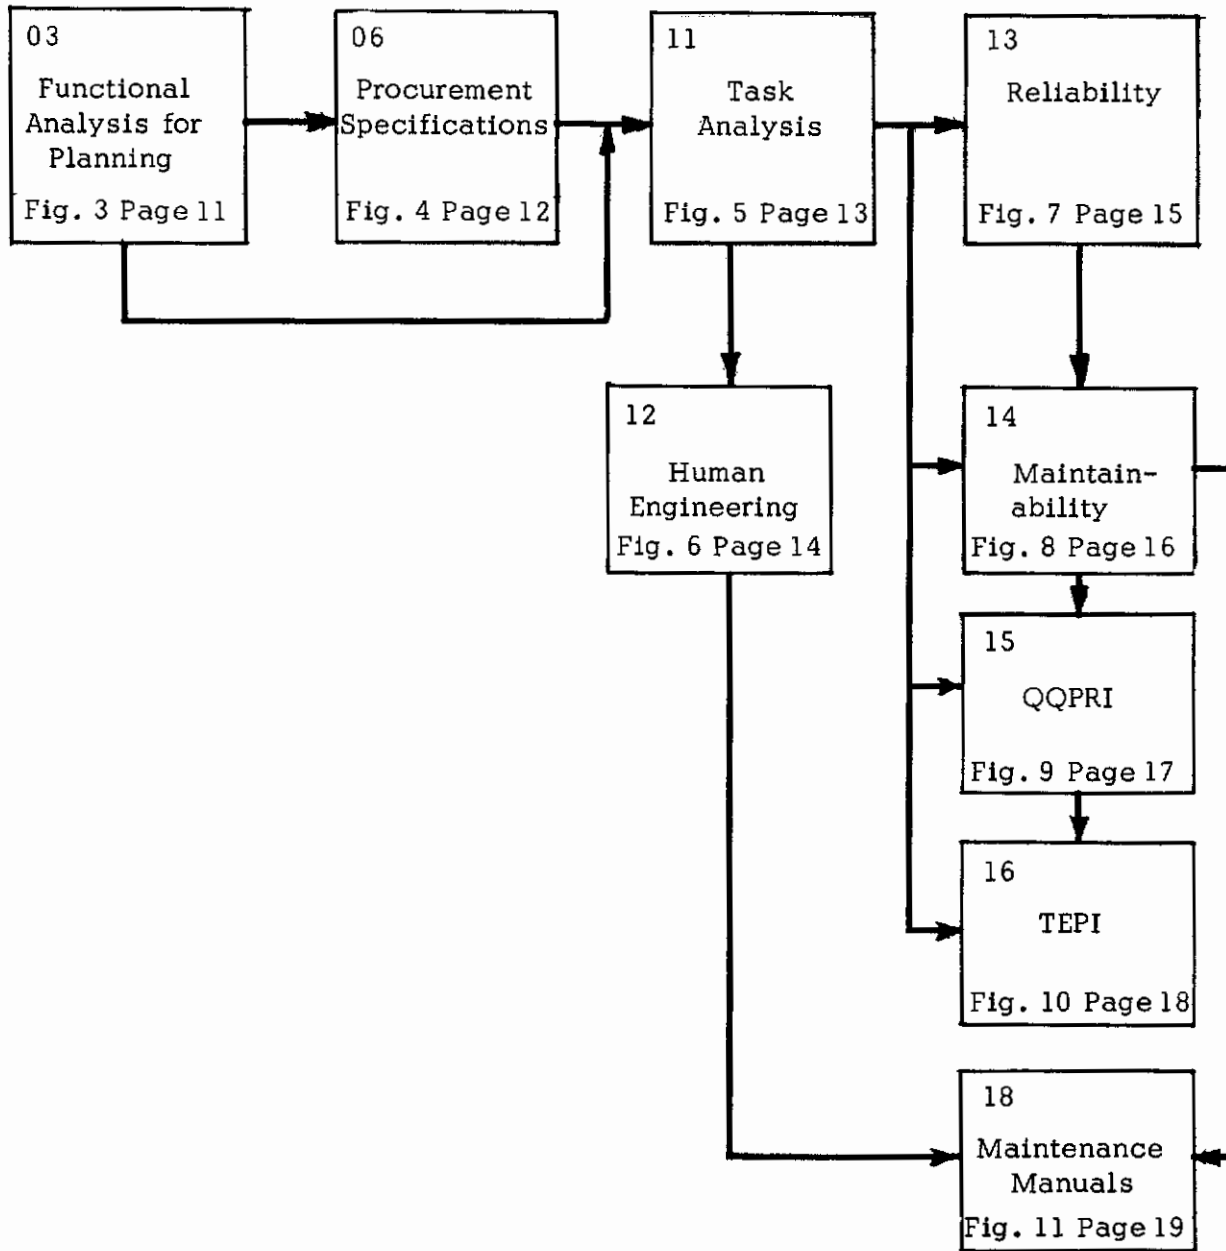 03
Functional
Analysis for
Planning
Fig. 3 Page 11
06
Procurement
Specifications
Fig. 4 Page 12
11
Task
Analysis
Fig. 5 Page 13
13
Reliability
Fig. 7 Page 15
12
Human
Engineering
Fig. 6 Page 14
14
Maintain-
ability
Fig. 8 Page 16
15
QQPRI
Fig. 9 Page 17
16
TEPI
Fig. 10 Page 18
18
Maintenance
Manuals
Fig. 11 Page 19